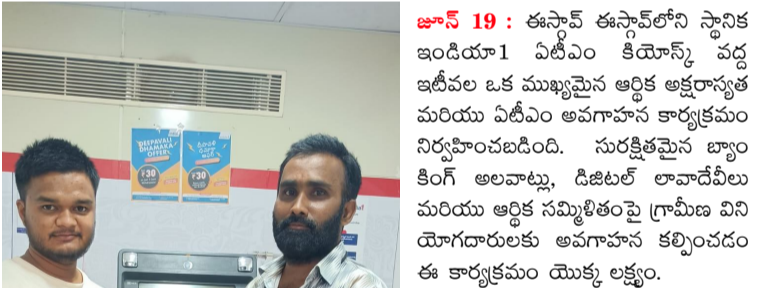 DEEPAVALI
DHAMAKA
OFFER
₹30
₹30
జూన్ 19 : ఈస్గావ్ ఈస్గావ్‌లోని స్థానిక
ఇండియా1 ఏటీఎం కియోస్క్ వద్ద
ఇటీవల ఒక ముఖ్యమైన ఆర్థిక అక్షరాస్యత
మరియు ఏటీఎం అవగాహన కార్యక్రమం
నిర్వహించబడింది. సురక్షితమైన బ్యాం
కింగ్ అలవాట్లు, డిజిటల్ లావాదేవీలు
మరియు ఆర్థిక సమ్మిళితంపై గ్రామీణ విని
యోగదారులకు అవగాహన కల్పించడం
ఈ కార్యక్రమం యొక్క లక్ష్యం.